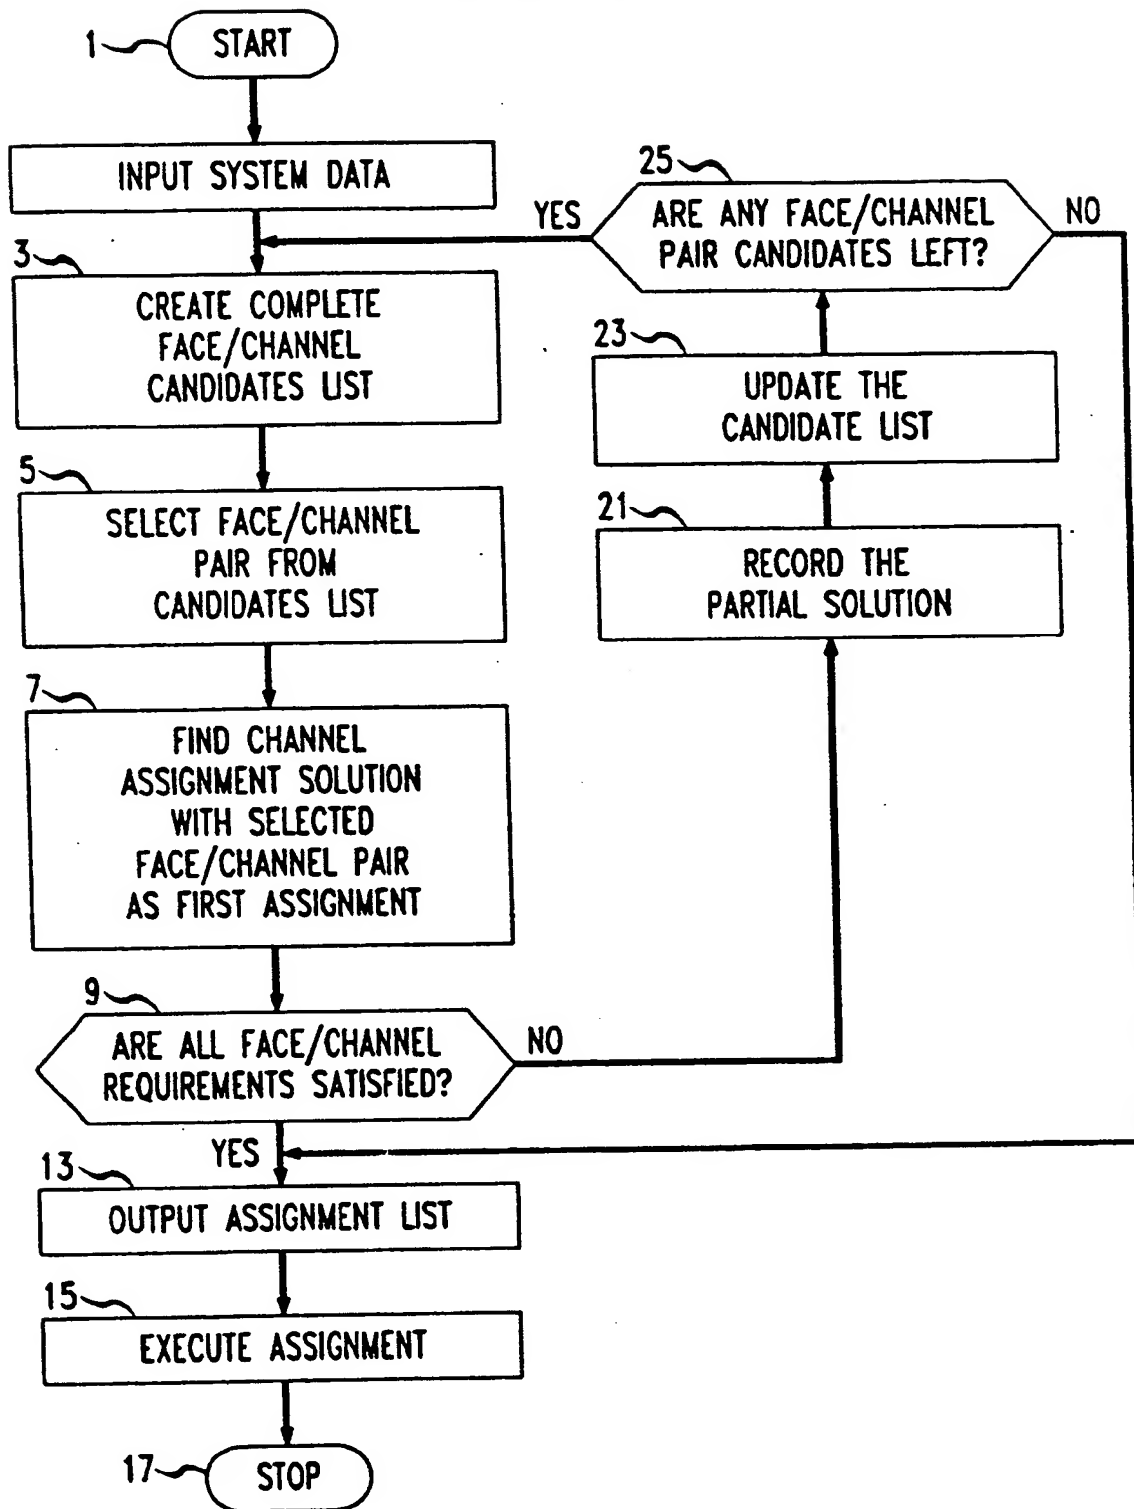 1
START
INPUT SYSTEM DATA
3
CREATE COMPLETE
FACE/CHANNEL
CANDIDATES LIST
5
SELECT FACE/CHANNEL
PAIR FROM
CANDIDATES LIST
7
FIND CHANNEL
ASSIGNMENT SOLUTION
WITH SELECTED
FACE/CHANNEL PAIR
AS FIRST ASSIGNMENT
9
ARE ALL FACE/CHANNEL
REQUIREMENTS SATISFIED?
NO
YES
13
OUTPUT ASSIGNMENT LIST
15
EXECUTE ASSIGNMENT
17
STOP
21
RECORD THE
PARTIAL SOLUTION
23
UPDATE THE
CANDIDATE LIST
25
ARE ANY FACE/CHANNEL
PAIR CANDIDATES LEFT?
YES
NO